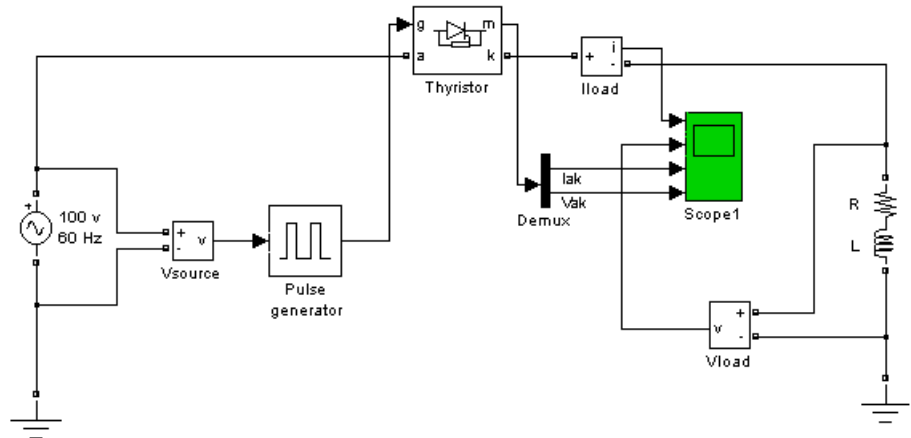 g
m
a
k
Thyristor
+
i
-
Iload
Scope1
Iak
Vak
Demux
+
100 v
60 Hz
+
-
v
Vsource
Pulse
generator
R
L
+
v
-
Vload